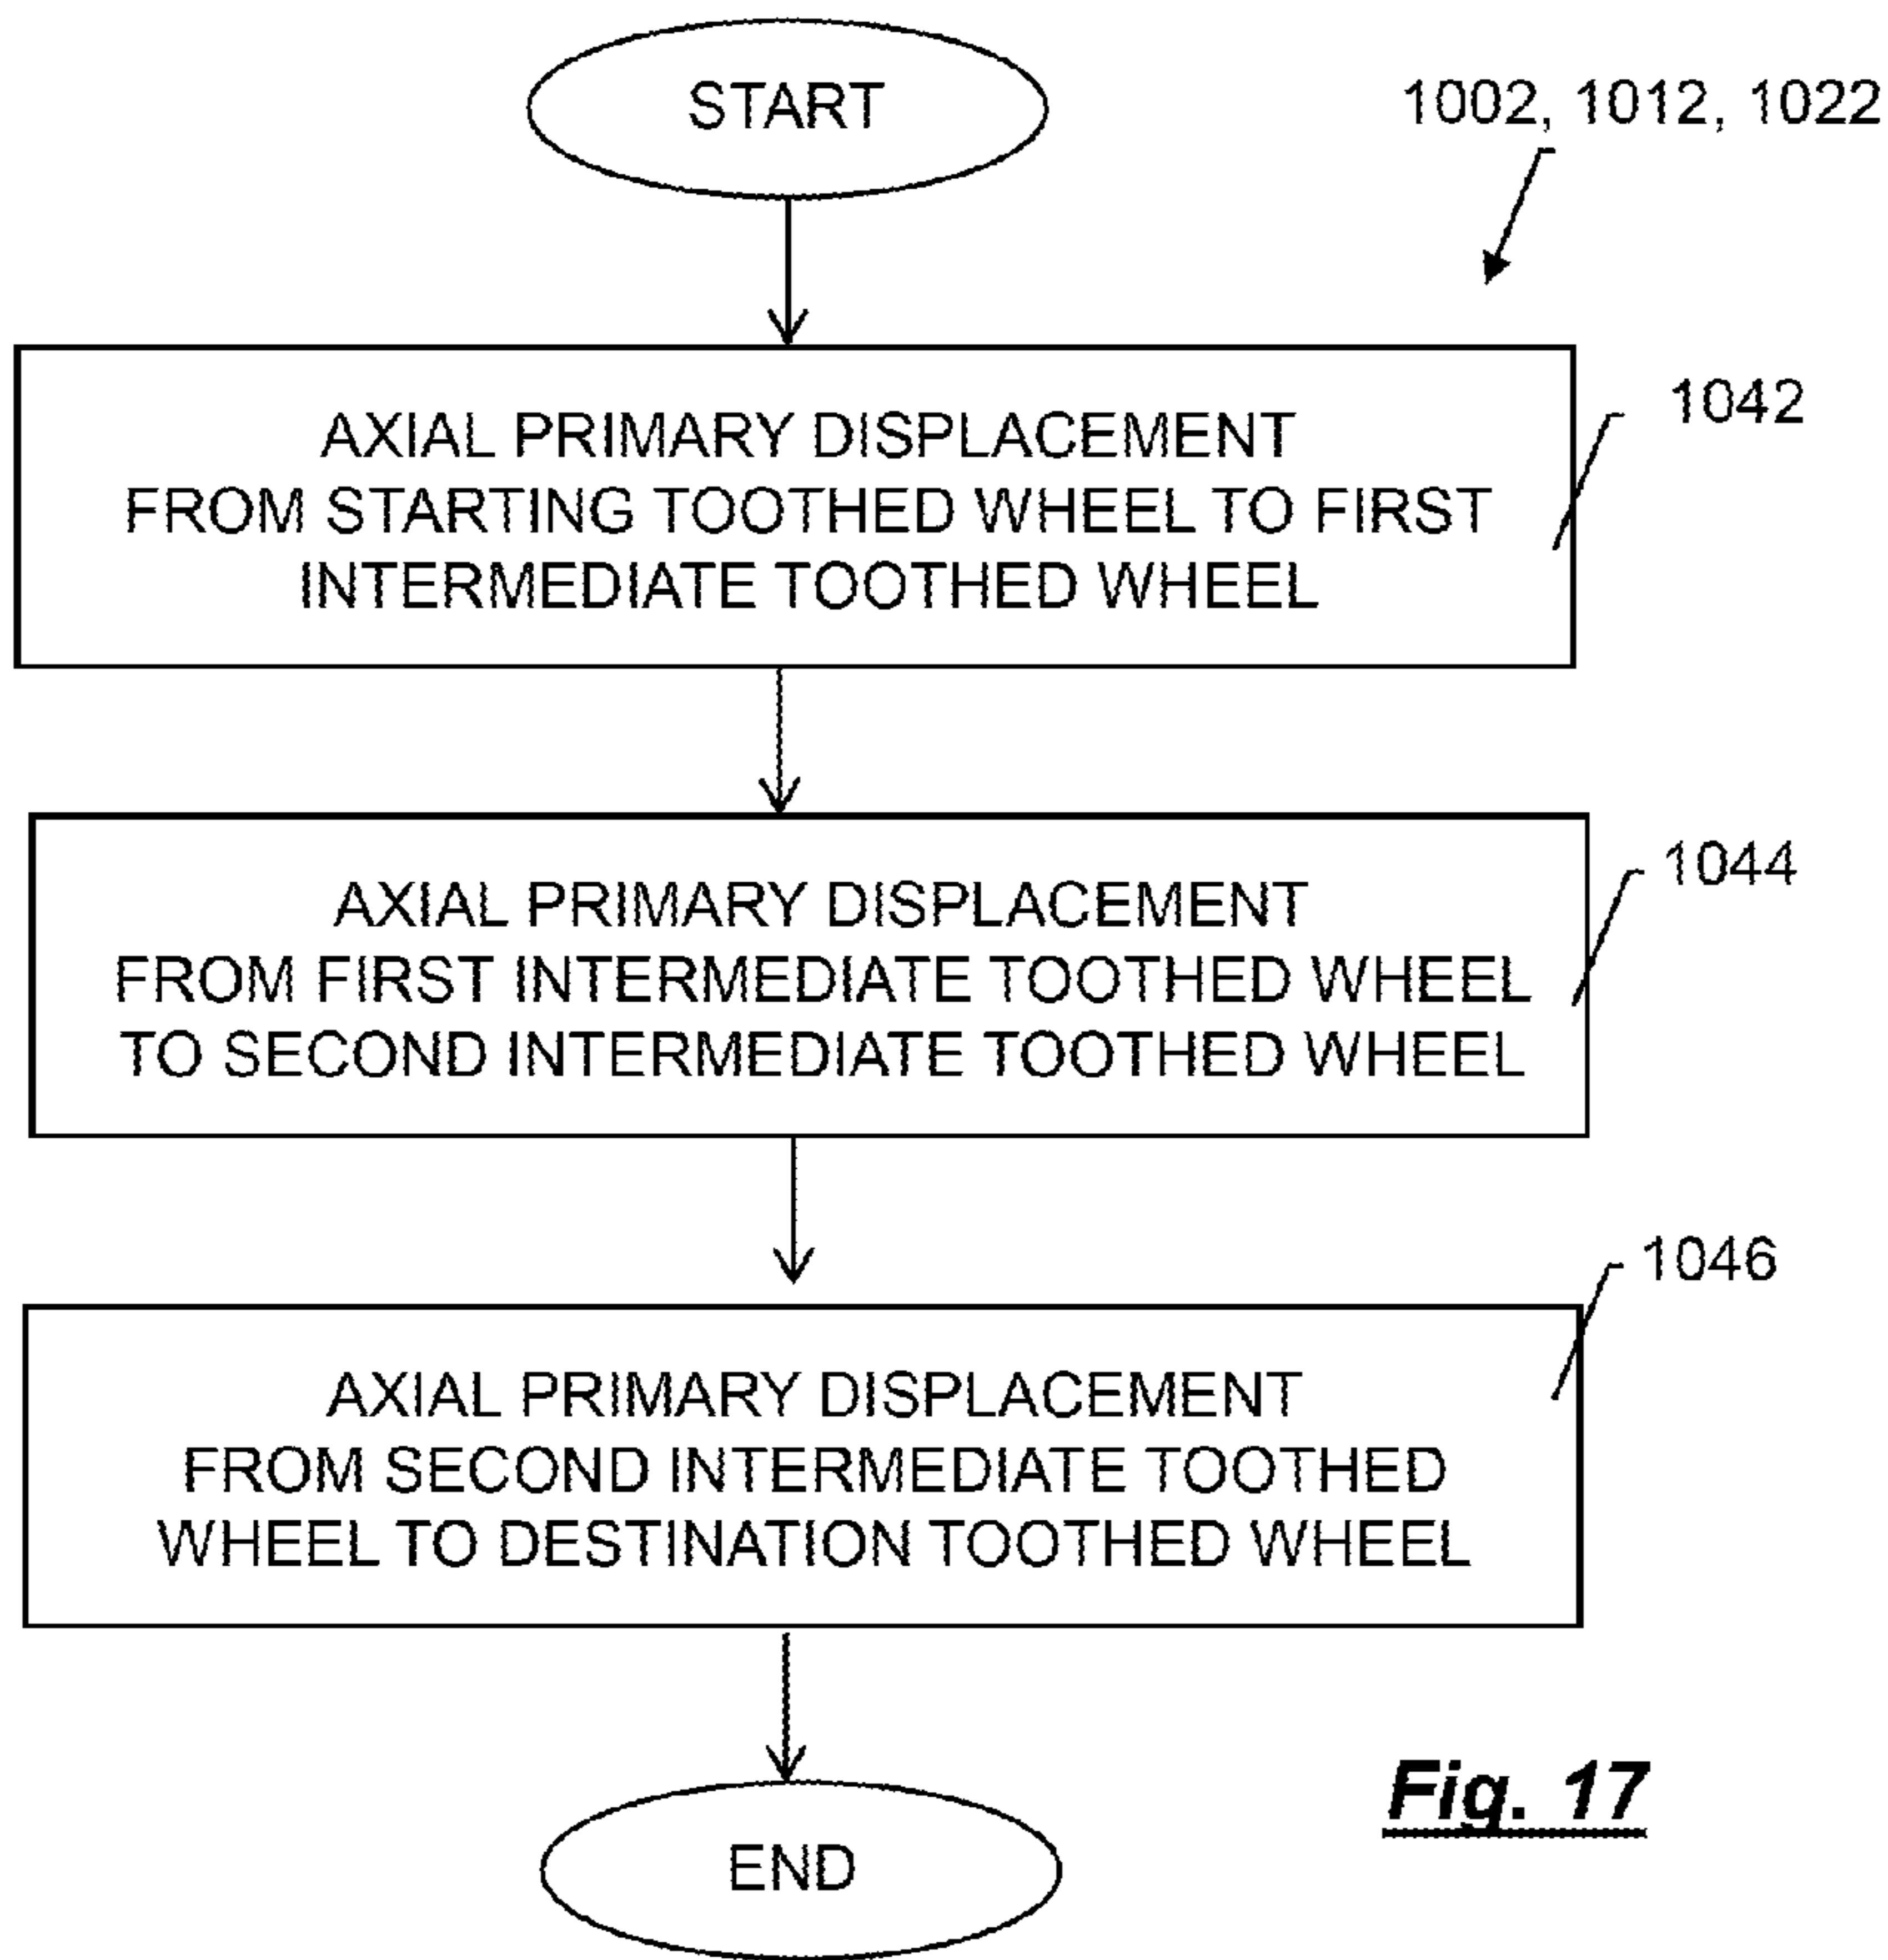 START
1002, 1012, 1022
AXIAL PRIMARY DISPLACEMENT
FROM STARTING TOOTHED WHEEL TO FIRST
INTERMEDIATE TOOTHED WHEEL
1042
AXIAL PRIMARY DISPLACEMENT
FROM FIRST INTERMEDIATE TOOTHED WHEEL
TO SECOND INTERMEDIATE TOOTHED WHEEL
1044
AXIAL PRIMARY DISPLACEMENT
FROM SECOND INTERMEDIATE TOOTHED
WHEEL TO DESTINATION TOOTHED WHEEL
1046
END
Fig. 17